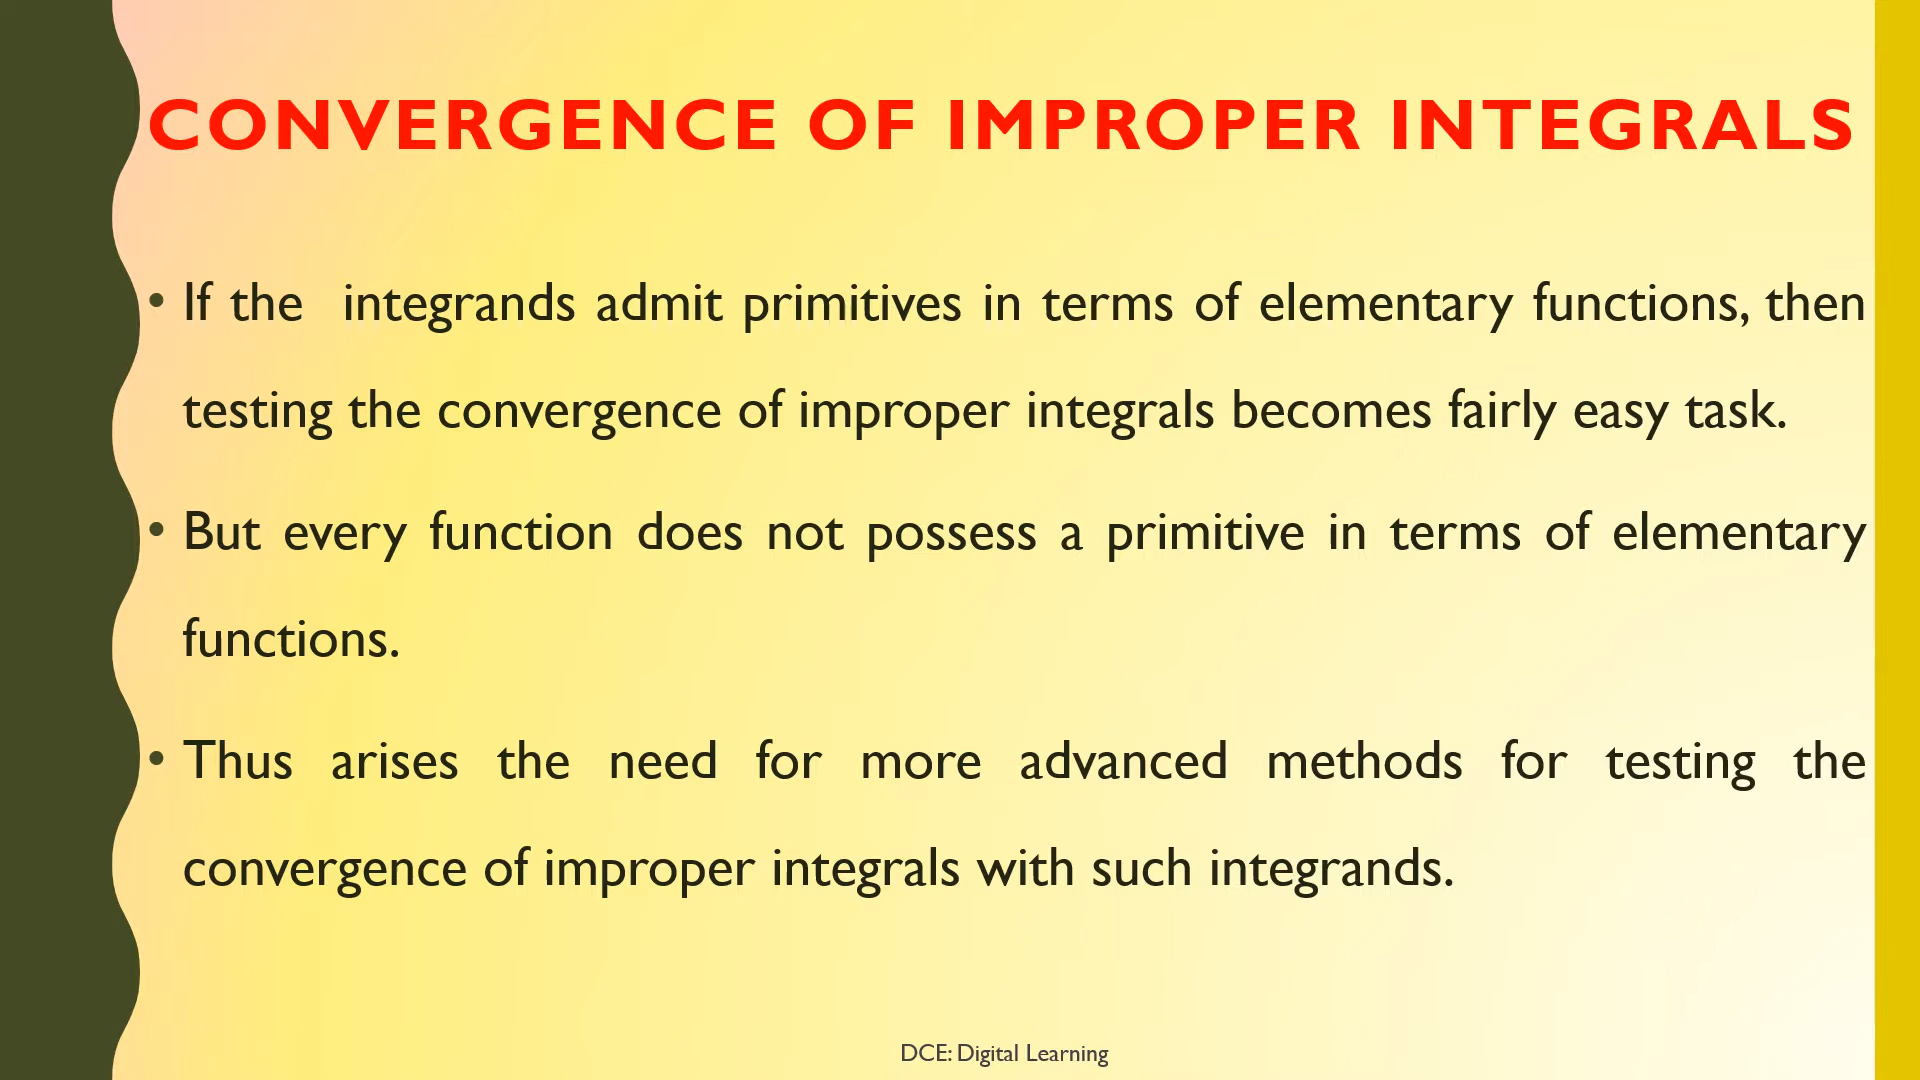 CONVERGENCE OF IMPROPER INTEGRALS
• If the integrands admit primitives in terms of elementary functions, then
testing the convergence of improper integrals becomes fairly easy task.
• But every function does not possess a primitive in terms of elementary
functions.
• Thus arises the need for more advanced methods for testing the
convergence of improper integrals with such integrands.
DCE: Digital Learning